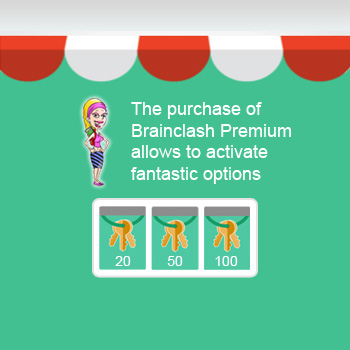 The purchase of
Brainclash Premium
allows to activate
fantastic options
20 50 100